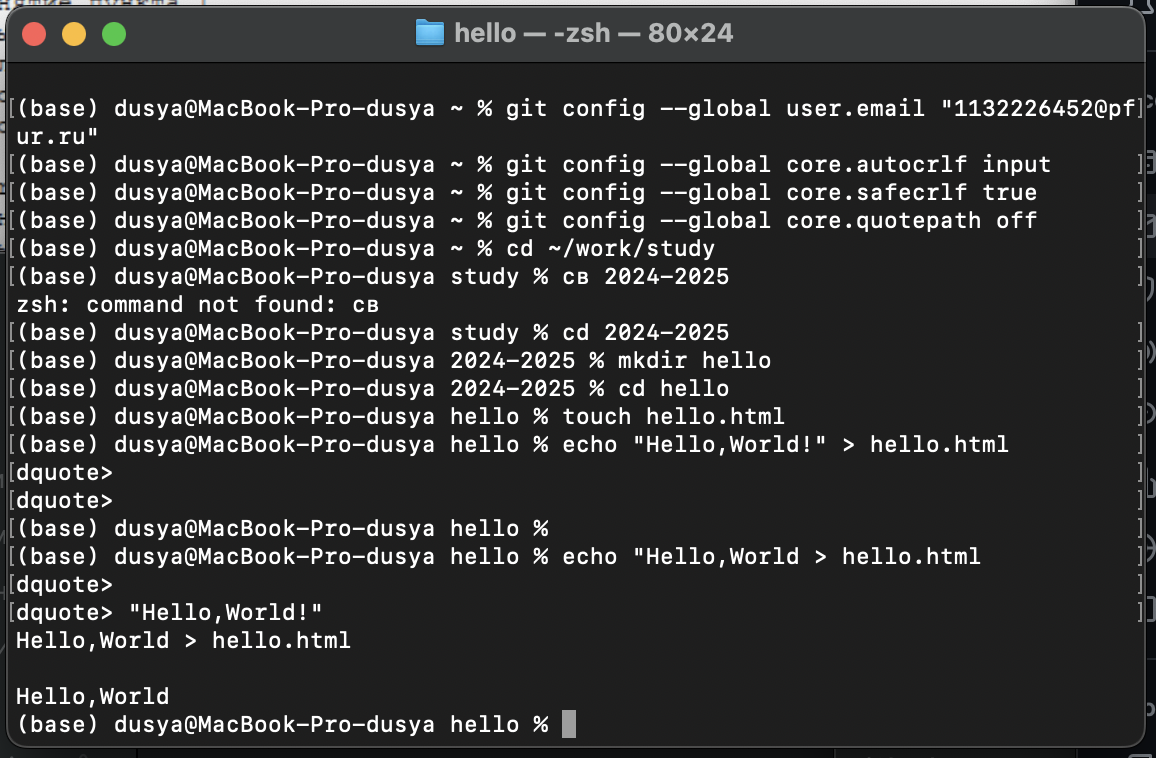 hello — -zsh — 80×24
[(base) dusya@MacBook-Pro-dusya ~ % git config --global user.email "1132226452@pf]
ur.ru"
[(base) dusya@MacBook-Pro-dusya ~ % git config --global core.autocrlf input ]
[(base) dusya@MacBook-Pro-dusya ~ % git config --global core.safecrlf true ]
[(base) dusya@MacBook-Pro-dusya ~ % git config --global core.quotepath off ]
[(base) dusya@MacBook-Pro-dusya ~ % cd ~/work/study ]
[(base) dusya@MacBook-Pro-dusya study % св 2024-2025 ]
zsh: command not found: св
[(base) dusya@MacBook-Pro-dusya study % cd 2024-2025 ]
[(base) dusya@MacBook-Pro-dusya 2024-2025 % mkdir hello ]
[(base) dusya@MacBook-Pro-dusya 2024-2025 % cd hello ]
[(base) dusya@MacBook-Pro-dusya hello % touch hello.html ]
[(base) dusya@MacBook-Pro-dusya hello % echo "Hello,World!" > hello.html ]
[dquote> ]
[dquote> ]
[(base) dusya@MacBook-Pro-dusya hello % ]
[(base) dusya@MacBook-Pro-dusya hello % echo "Hello,World > hello.html ]
[dquote> ]
[dquote> "Hello,World!" ]
Hello,World > hello.html
Hello,World
(base) dusya@MacBook-Pro-dusya hello %